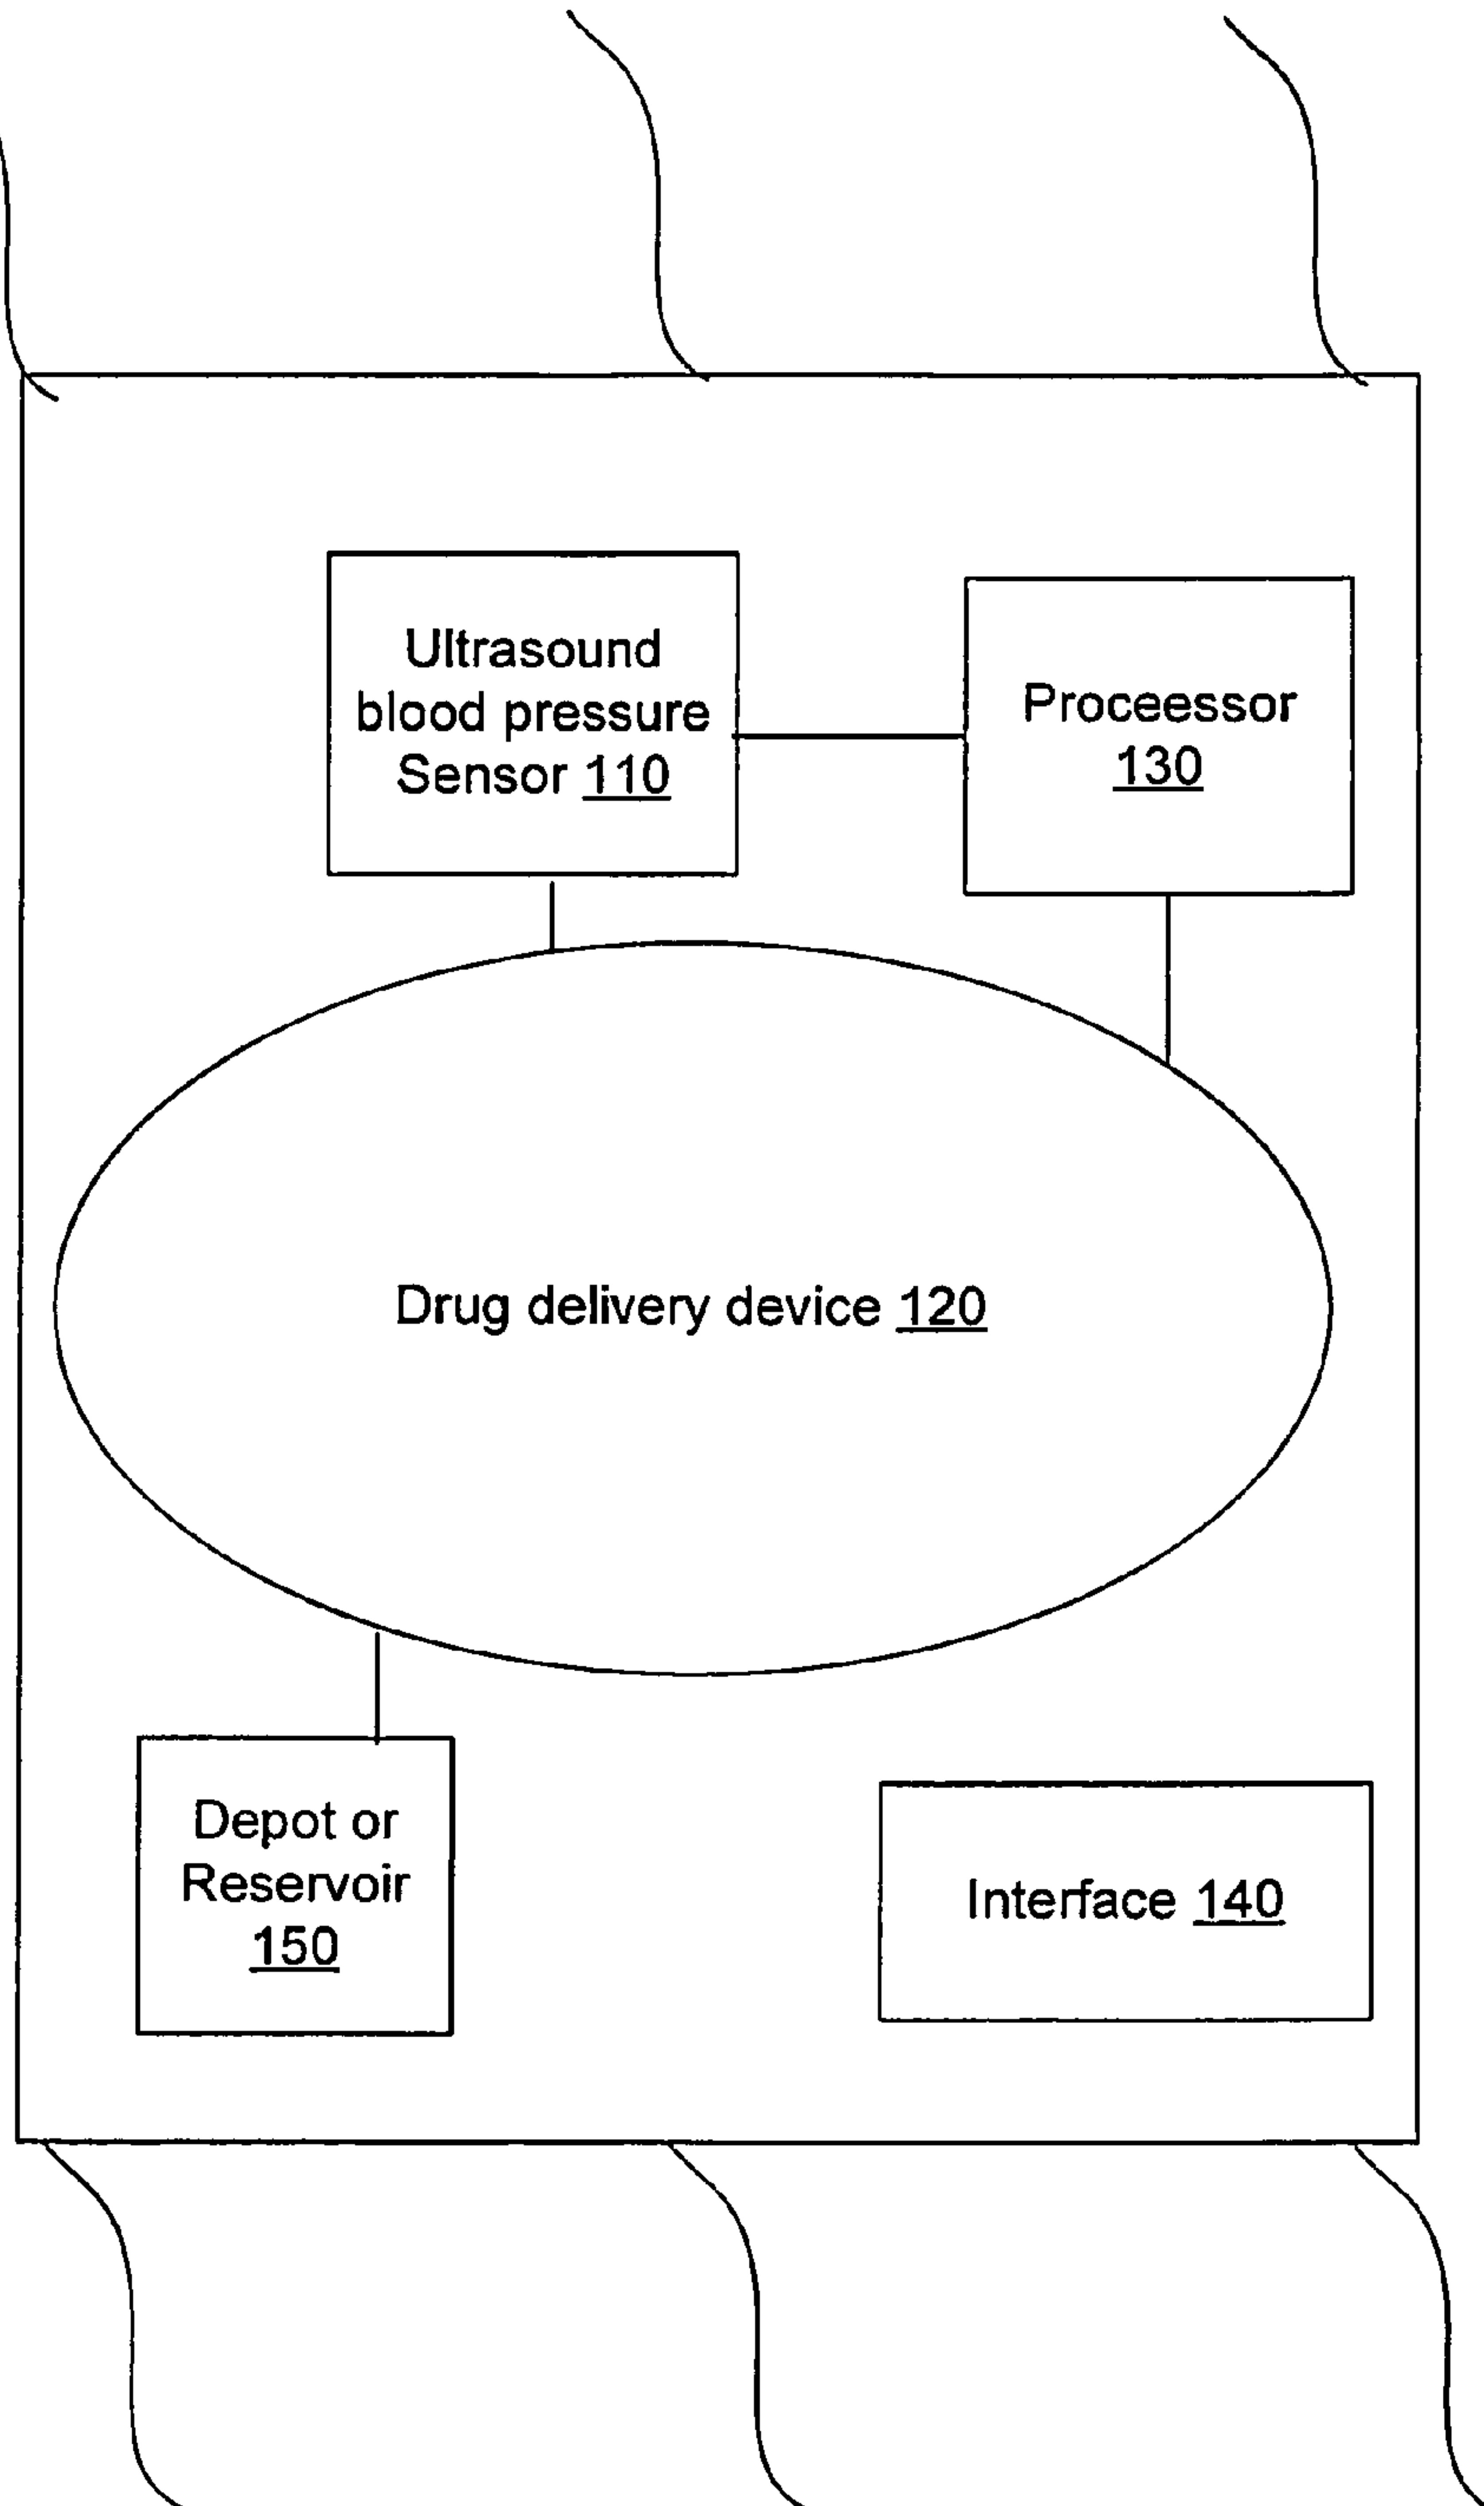 Ultrasound
blood pressure
Sensor 110
Proceessor
130
Drug delivery device 120
Depot or
Reservoir
150
Interface 140